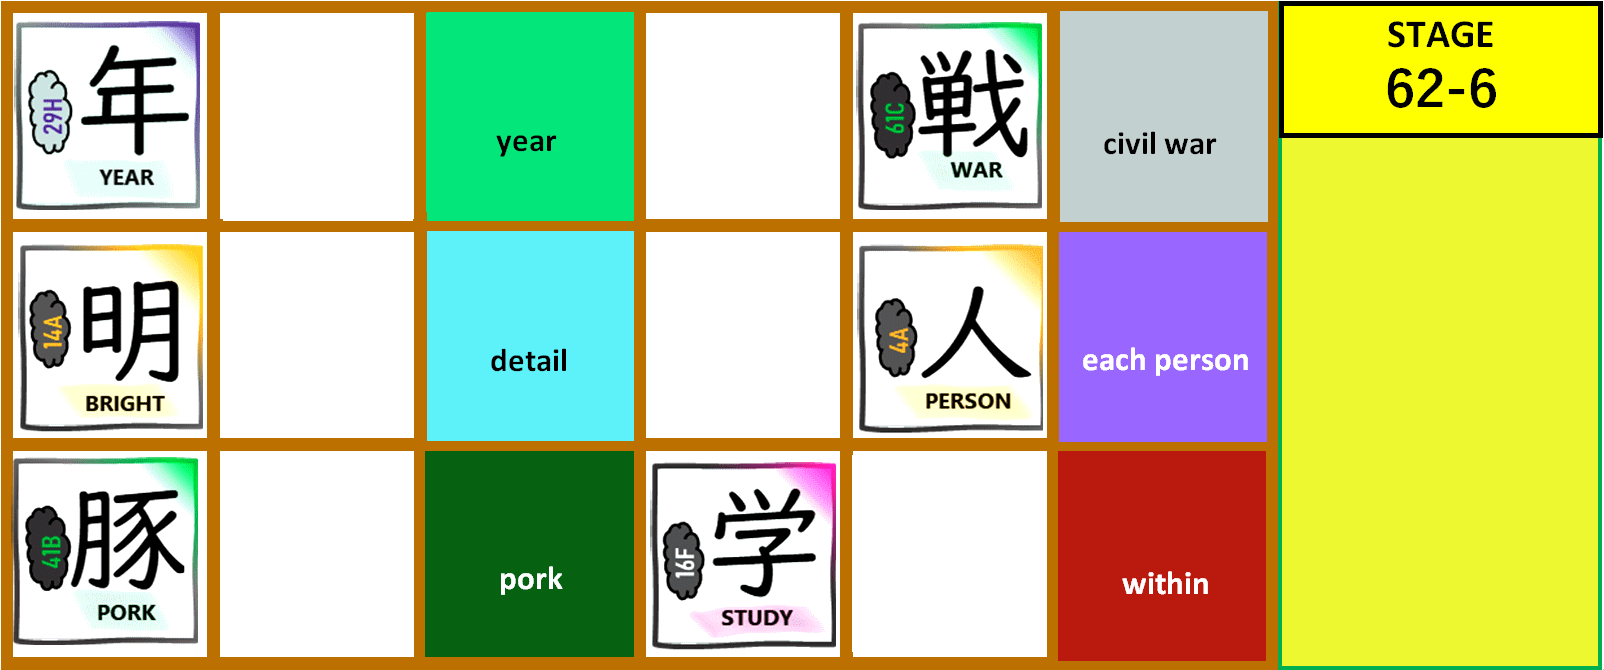 年
29H
YEAR
year
戦
61C
WAR
civil war
STAGE
62-6
明
14A
BRIGHT
detail
人
4A
PERSON
each person
豚
41B
PORK
pork
学
16F
STUDY
within